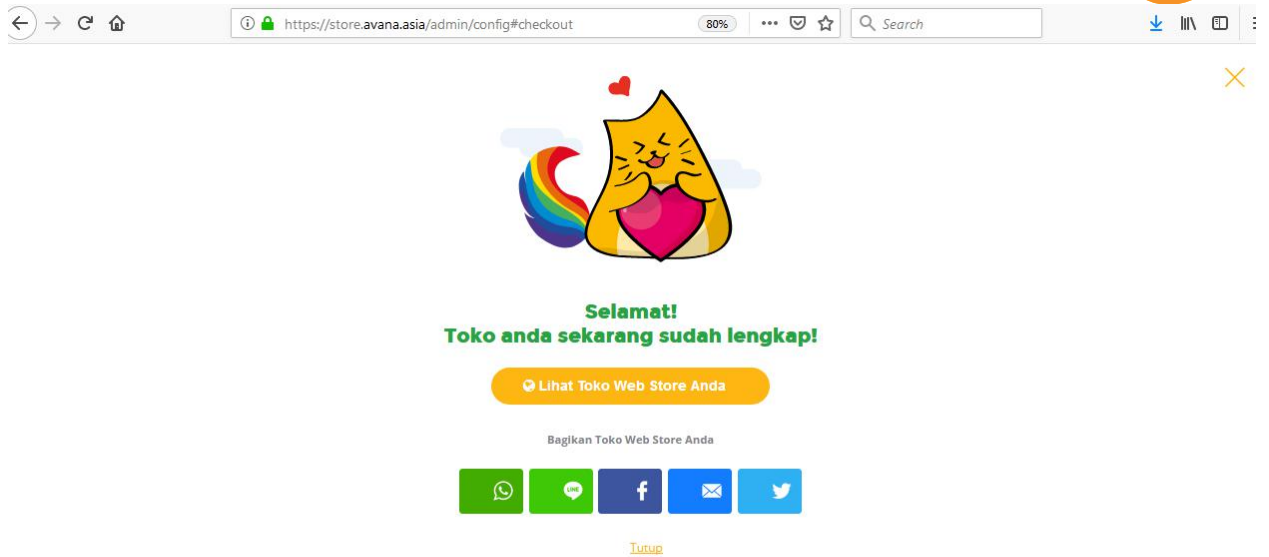 https://store.avana.asia/admin/config#checkout
80%
Search
Selamat!
Toko anda sekarang sudah lengkap!
Lihat Toko Web Store Anda
Bagikan Toko Web Store Anda
LINE
Tutup